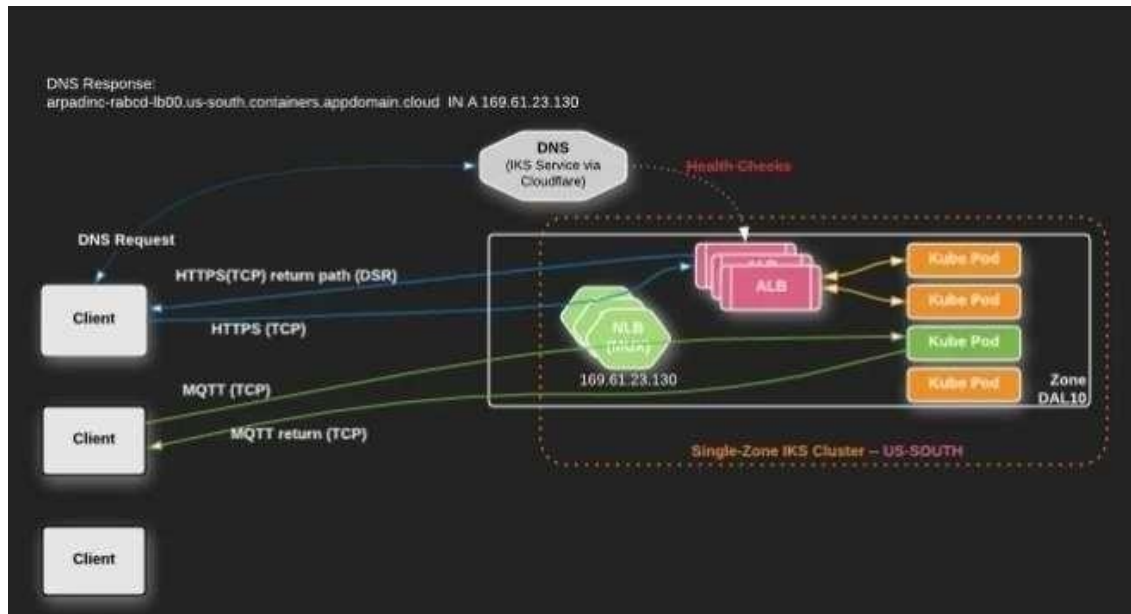 DNS Response:
arpadinc-rabcd-lb00.us-south.containers.appdomain.cloud IN A 169.61.23.130
DNS
(IKS Service via
Cloudflare)
Health Checks
DNS Request
HTTPS(TCP) return path (DSR)
ALB
ALB
Kube Pod
Kube Pod
Client
HTTPS (TCP)
NLB
(MUX)
Kube Pod
169.61.23.130
MQTT (TCP)
Kube Pod
Zone
DAL10
Client
MQTT return (TCP)
Single-Zone IKS Cluster – US-SOUTH
Client